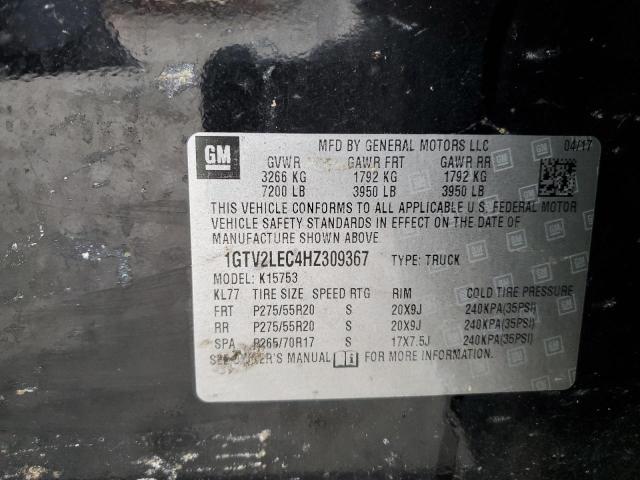 GM
MFD BY GENERAL MOTORS LLC 04/17
GVWR GAWR FRT GAWR RR
3266 KG 1792 KG 1792 KG
7200 LB 3950 LB 3950 LB
THIS VEHICLE CONFORMS TO ALL APPLICABLE U.S. FEDERAL MOTOR
VEHICLE SAFETY STANDARDS IN EFFECT ON THE DATE OF
MANUFACTURE SHOWN ABOVE.
1GTV2LEC4HZ309367 TYPE: TRUCK
MODEL: K15753
KL77 TIRE SIZE SPEED RTG RIM COLD TIRE PRESSURE
FRT P275/55R20 S 20X9J 240KPA(35PSI)
RR P275/55R20 S 20X9J 240KPA(35PSI)
SPA P265/70R17 S 17X7.5J 240KPA(35PSI)
SEE OWNER'S MANUAL FOR MORE INFORMATION.